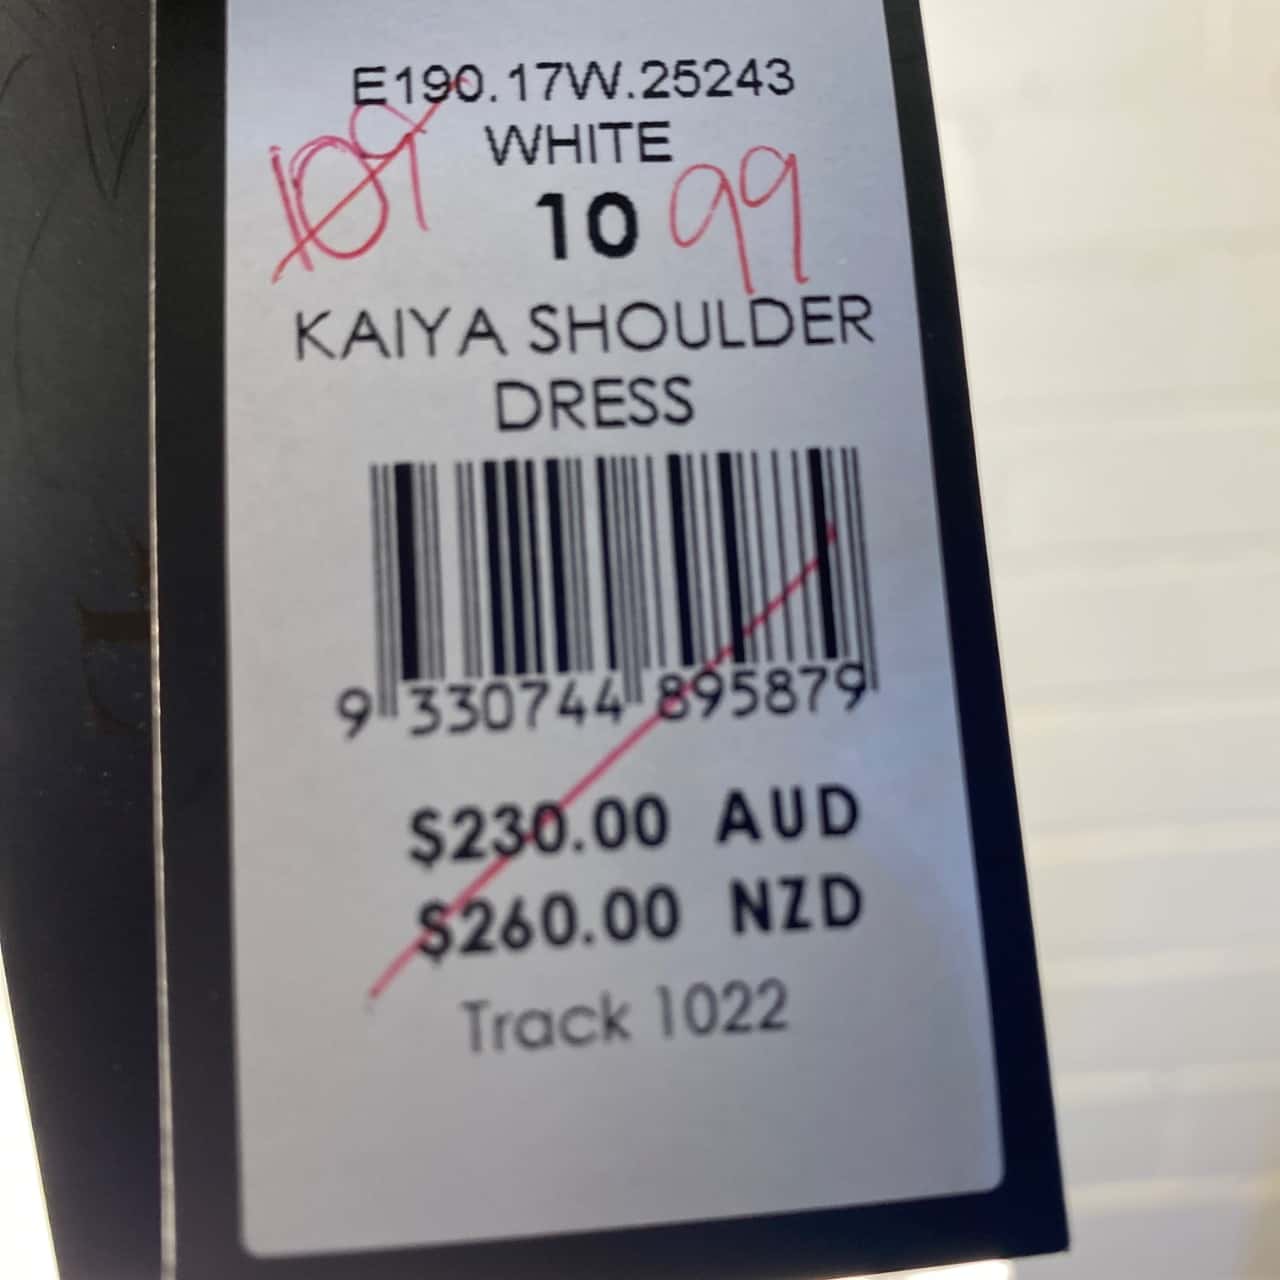 E190.17W.25243
109 WHITE
10 99
KAIYA SHOULDER
DRESS
9 330744 895879
$230.00 AUD
$260.00 NZD
Track 1022